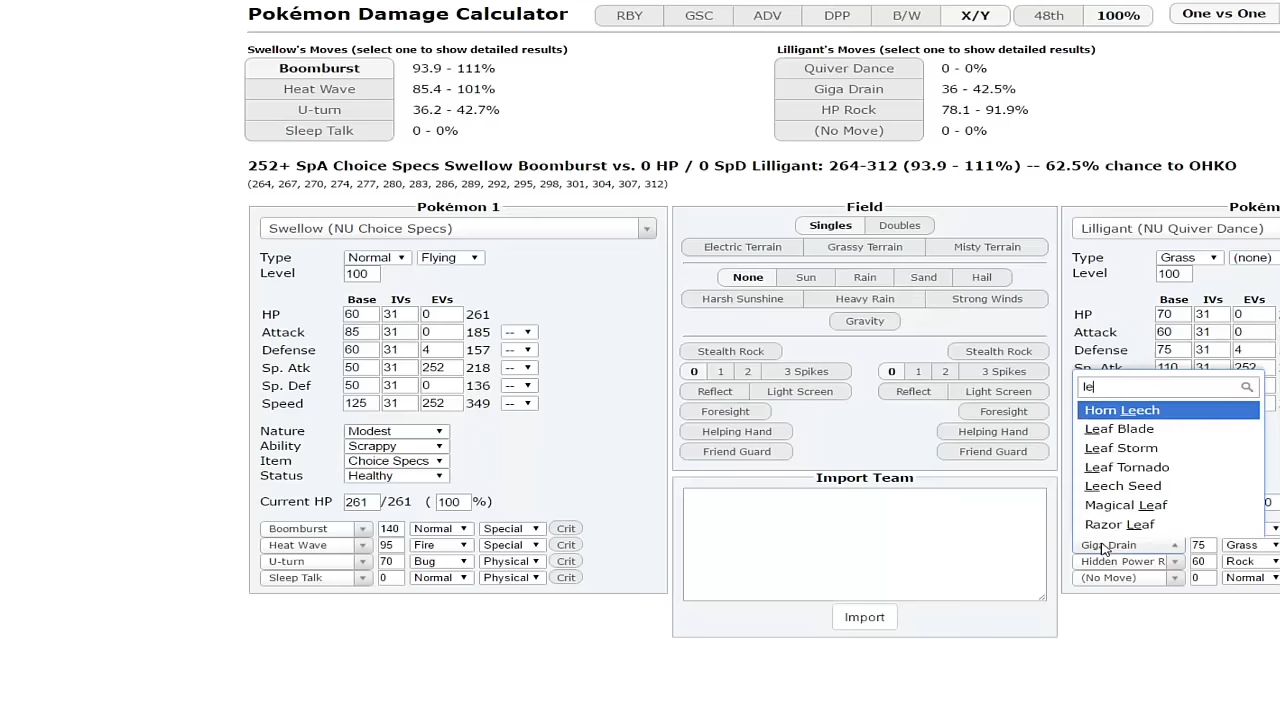 Pokémon Damage Calculator RBY GSC ADV DPP B/W X/Y 48th 100% One vs One
Swellow's Moves (select one to show detailed results) Lilligant's Moves (select one to show detailed results)
Boomburst 93.9 - 111% Quiver Dance 0 - 0%
Heat Wave 85.4 - 101% Giga Drain 36 - 42.5%
U-turn 36.2 - 42.7% HP Rock 78.1 - 91.9%
Sleep Talk 0 - 0% (No Move) 0 - 0%
252+ SpA Choice Specs Swellow Boomburst vs. 0 HP / 0 SpD Lilligant: 264-312 (93.9 - 111%) -- 62.5% chance to OHKO
(264, 267, 270, 274, 277, 280, 283, 286, 289, 292, 295, 298, 301, 304, 307, 312)
Pokémon 1
Swellow (NU Choice Specs)
Type Normal Flying
Level 100
Base IVs EVs
HP 60 31 0 261
Attack 85 31 0 185 --
Defense 60 31 4 157 --
Sp. Atk 50 31 252 218 --
Sp. Def 50 31 0 136 --
Speed 125 31 252 349 --
Nature Modest
Ability Scrappy
Item Choice Specs
Status Healthy
Current HP 261 /261 ( 100 %)
Boomburst 140 Normal Special Crit
Heat Wave 95 Fire Special Crit
U-turn 70 Bug Physical Crit
Sleep Talk 0 Normal Physical Crit
Field
Singles Doubles
Electric Terrain Grassy Terrain Misty Terrain
None Sun Rain Sand Hail
Harsh Sunshine Heavy Rain Strong Winds
Gravity
Stealth Rock Stealth Rock
0 1 2 3 Spikes 0 1 2 3 Spikes
Reflect Light Screen Reflect Light Screen
Foresight Foresight
Helping Hand Helping Hand
Friend Guard Friend Guard
Import Team
Import
Pokém
Lilligant (NU Quiver Dance)
Type Grass (none)
Level 100
Base IVs EVs
HP 70 31 0
Attack 60 31 0
Defense 75 31 4
Sp. Atk 110 31 252
le
Horn Leech
Leaf Blade
Leaf Storm
Leaf Tornado
Leech Seed
Magical Leaf
Razor Leaf
Giga Drain 75 Grass
Hidden Power R 60 Rock
(No Move) 0 Normal